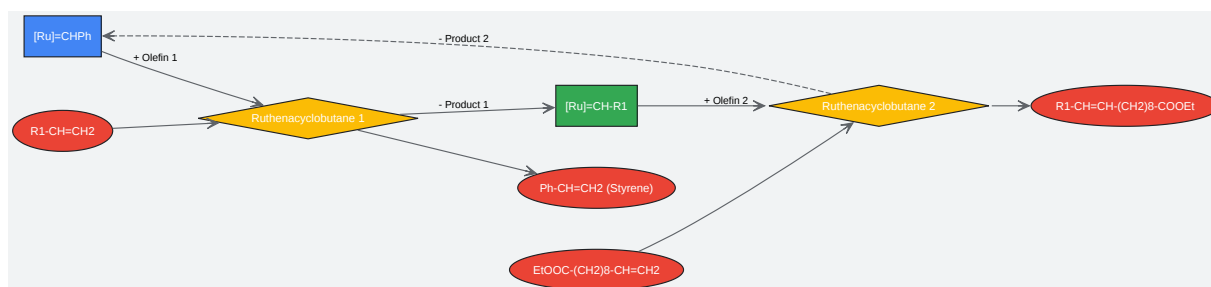 [Ru]=CHPh
- Product 2
+ Olefin 1
R1-CH=CH2
Ruthenacyclobutane 1
- Product 1
[Ru]=CH-R1
+ Olefin 2
Ruthenacyclobutane 2
R1-CH=CH-(CH2)8-COOEt
Ph-CH=CH2 (Styrene)
EtOOC-(CH2)8-CH=CH2